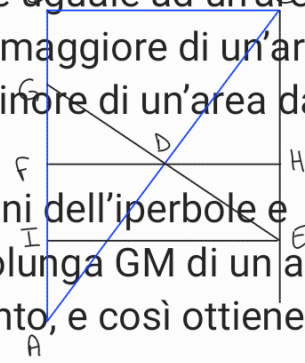 maggiore di un'ar
G
inore di un'area da
D
F
H
ni dell'iperbole e
I
E
olunga GM di un a
nto, e così ottiene
A